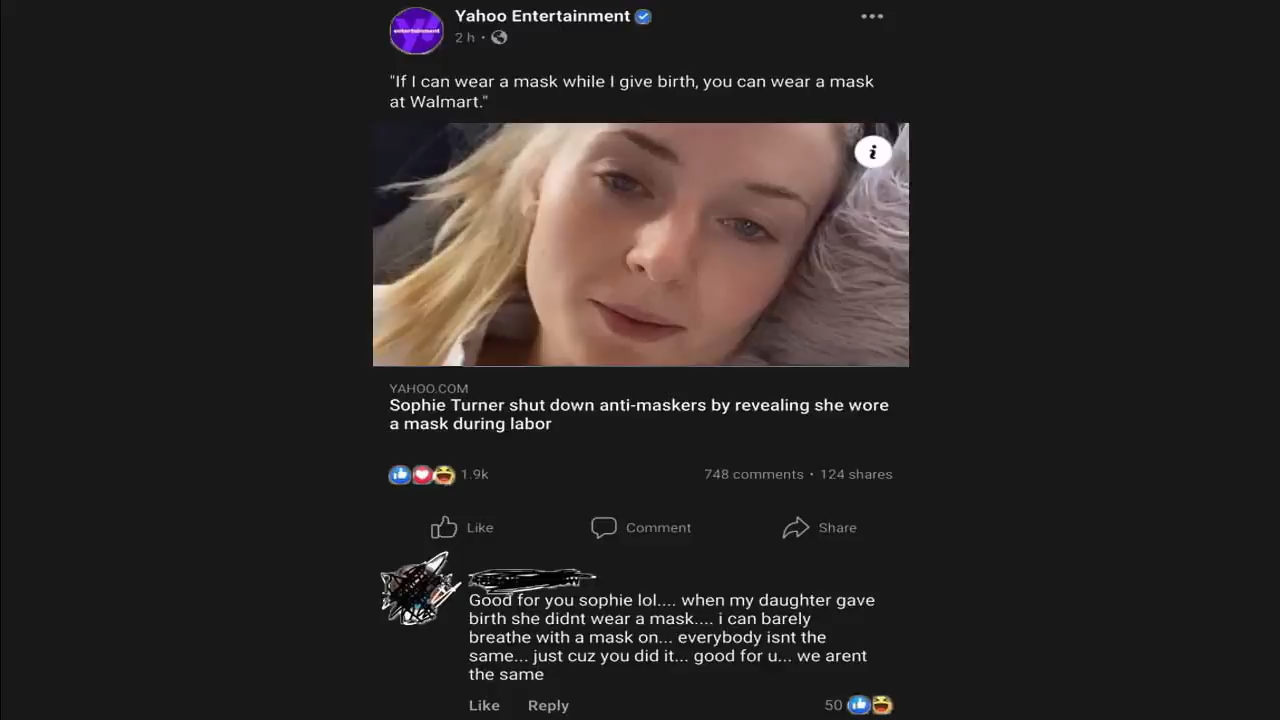 Yahoo Entertainment
entertainment
2 h
"If I can wear a mask while I give birth, you can wear a mask
at Walmart."
i
YAHOO.COM
Sophie Turner shut down anti-maskers by revealing she wore
a mask during labor
1.9k
748 comments • 124 shares
Like
Comment
Share
Good for you sophie lol.... when my daughter gave
birth she didnt wear a mask.... i can barely
breathe with a mask on... everybody isnt the
same... just cuz you did it... good for u... we arent
the same
Like
Reply
50